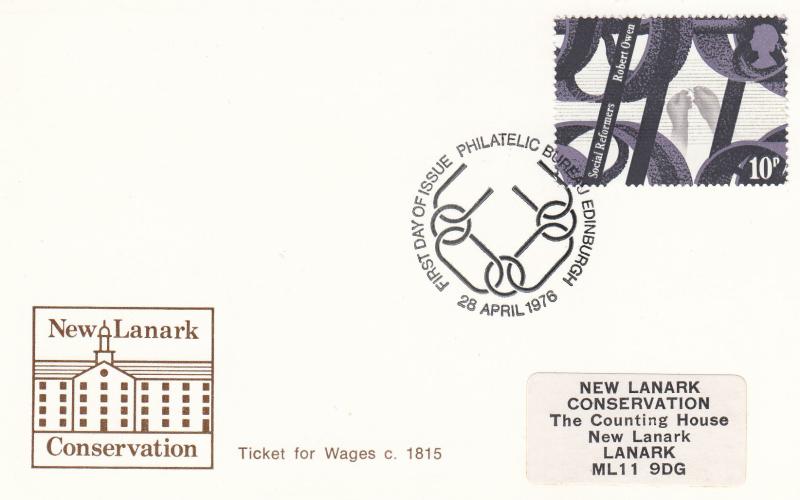 Social Reformers Robert Owen
10P
FIRST DAY OF ISSUE PHILATELIC BUREAU EDINBURGH
28 APRIL 1976
New Lanark
Conservation
Ticket for Wages c. 1815
NEW LANARK
CONSERVATION
The Counting House
New Lanark
LANARK
ML11 9DG